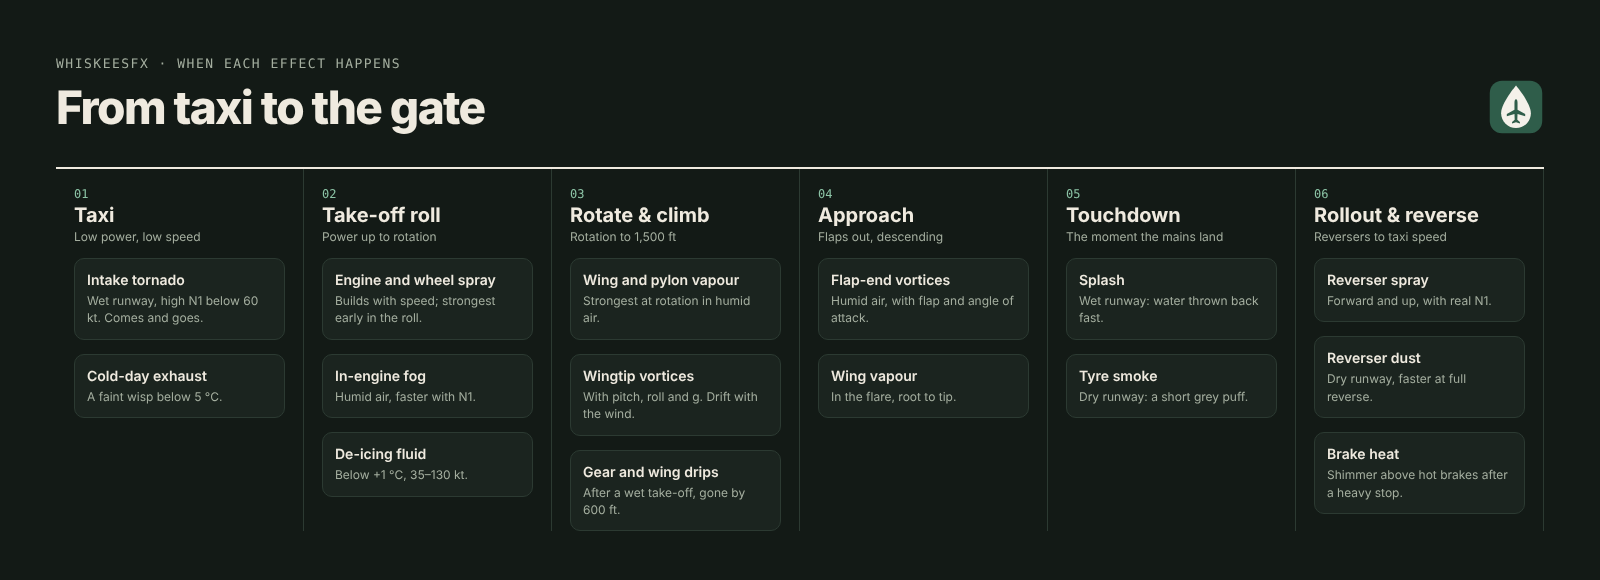 WHISKEESFX · WHEN EACH EFFECT HAPPENS
From taxi to the gate
01
Taxi
Low power, low speed
Intake tornado
Wet runway, high N1 below 60
kt. Comes and goes.
Cold-day exhaust
A faint wisp below 5 °C.
02
Take-off roll
Power up to rotation
Engine and wheel spray
Builds with speed; strongest
early in the roll.
In-engine fog
Humid air, faster with N1.
De-icing fluid
Below +1 °C, 35–130 kt.
03
Rotate & climb
Rotation to 1,500 ft
Wing and pylon vapour
Strongest at rotation in humid
air.
Wingtip vortices
With pitch, roll and g. Drift with
the wind.
Gear and wing drips
After a wet take-off, gone by
600 ft.
04
Approach
Flaps out, descending
Flap-end vortices
Humid air, with flap and angle of
attack.
Wing vapour
In the flare, root to tip.
05
Touchdown
The moment the mains land
Splash
Wet runway: water thrown back
fast.
Tyre smoke
Dry runway: a short grey puff.
06
Rollout & reverse
Reversers to taxi speed
Reverser spray
Forward and up, with real N1.
Reverser dust
Dry runway, faster at full
reverse.
Brake heat
Shimmer above hot brakes after
a heavy stop.